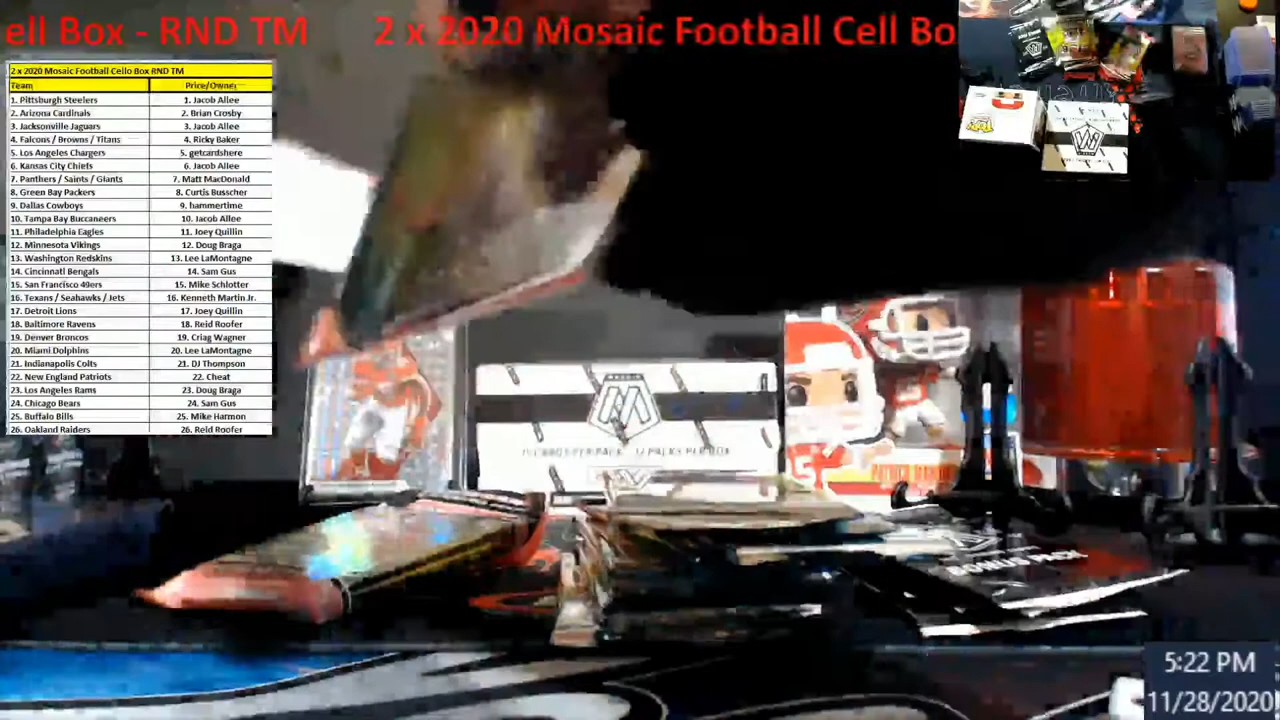 ell Box - RND TM 2 x 2020 Mosaic Football Cell Bo
2 x 2020 Mosaic Football Cello Box RND TM
Team Price/Owner
1. Pittsburgh Steelers 1. Jacob Allee
2. Arizona Cardinals 2. Brian Crosby
3. Jacksonville Jaguars 3. Jacob Allee
4. Falcons / Browns / Titans 4. Ricky Baker
5. Los Angeles Chargers 5. getcardshere
6. Kansas City Chiefs 6. Jacob Allee
7. Panthers / Saints / Giants 7. Matt MacDonald
8. Green Bay Packers 8. Curtis Busscher
9. Dallas Cowboys 9. hammertime
10. Tampa Bay Buccaneers 10. Jacob Allee
11. Philadelphia Eagles 11. Joey Quillin
12. Minnesota Vikings 12. Doug Braga
13. Washington Redskins 13. Lee LaMontagne
14. Cincinnati Bengals 14. Sam Gus
15. San Francisco 49ers 15. Mike Schlotter
16. Texans / Seahawks / Jets 16. Kenneth Martin Jr.
17. Detroit Lions 17. Joey Quillin
18. Baltimore Ravens 18. Reid Roofer
19. Denver Broncos 19. Criag Wagner
20. Miami Dolphins 20. Lee LaMontagne
21. Indianapolis Colts 21. DJ Thompson
22. New England Patriots 22. Cheat
23. Los Angeles Rams 23. Doug Braga
24. Chicago Bears 24. Sam Gus
25. Buffalo Bills 25. Mike Harmon
26. Oakland Raiders 26. Reid Roofer
CARDS PER PACK 12 PACKS PER BOX
BONUS PACK
5:22 PM
11/28/2020